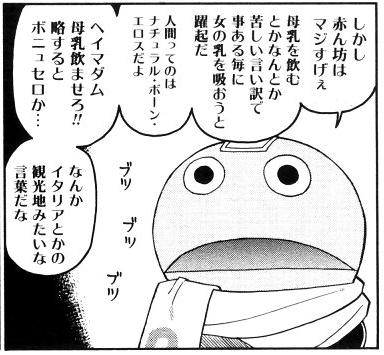 しかし
赤ん坊は
マジすげぇ
母乳を飲む
とかなんとか
苦しい言い訳で
事ある毎に
女の乳を吸おうと
躍起だ
人間ってのは
ナチュラル・ボーン・
エロスだよ
ヘイマダム
母乳飲ませろ!!
略すると
ボニュセロか…
なんか
イタリアとかの
観光地みたいな
言葉だな
ブツ
ブツ
ブツ